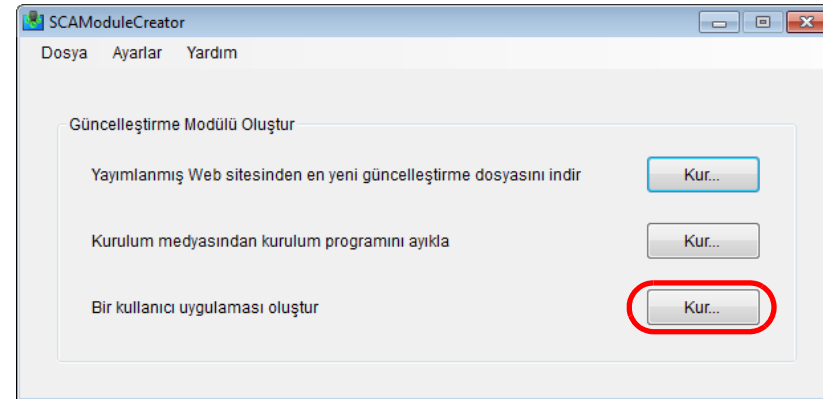 SCAModuleCreator
Dosya Ayarlar Yardım
Güncelleştirme Modülü Oluştur
Yayımlanmış Web sitesinden en yeni güncelleştirme dosyasını indir Kur...
Kurulum medyasından kurulum programını ayıkla Kur...
Bir kullanıcı uygulaması oluştur Kur...